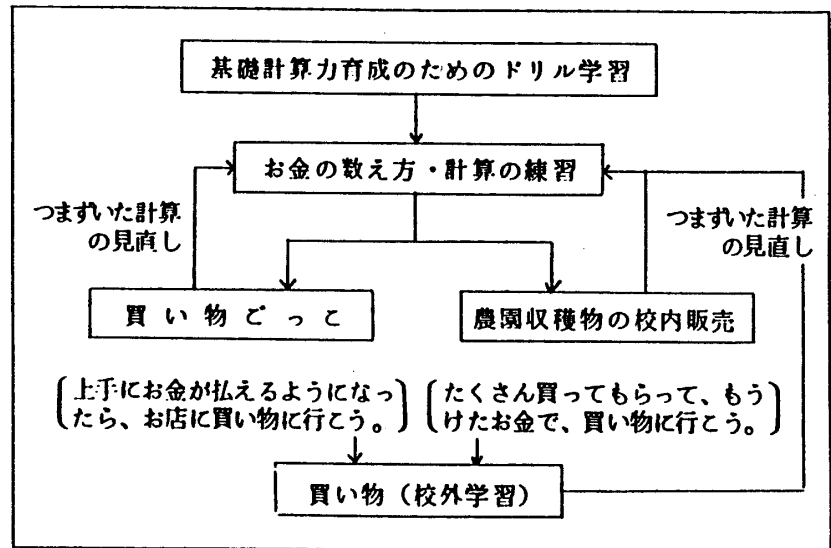 基礎計算力育成のためのドリル学習
お金の数え方・計算の練習
つまずいた計算
の見直し
つまずいた計算
の見直し
買い物ごっこ
農園収穫物の校内販売
上手にお金が払えるようになっ
たら、お店に買い物に行こう。
たくさん買ってもらって、もう
けたお金で、買い物に行こう。
買い物（校外学習）